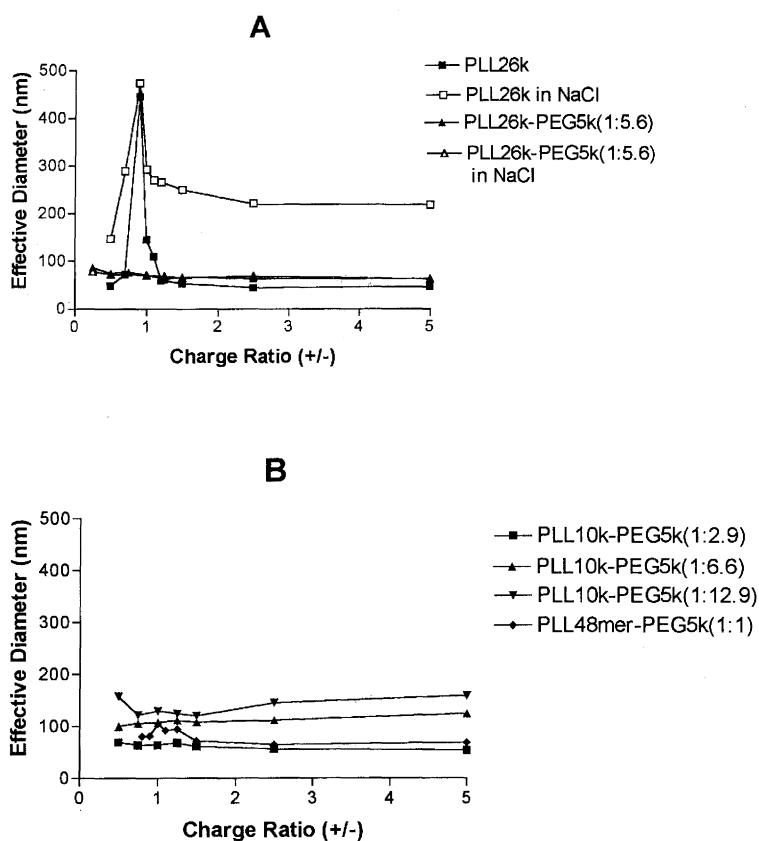 A
500
400
300
200
100
0
Effective Diameter (nm)
0 1 2 3 4 5
Charge Ratio (+/-)
PLL26k
PLL26k in NaCl
PLL26k-PEG5k(1:5.6)
PLL26k-PEG5k(1:5.6)
in NaCl
B
500
400
300
200
100
0
Effective Diameter (nm)
0 1 2 3 4 5
Charge Ratio (+/-)
PLL10k-PEG5k(1:2.9)
PLL10k-PEG5k(1:6.6)
PLL10k-PEG5k(1:12.9)
PLL48mer-PEG5k(1:1)